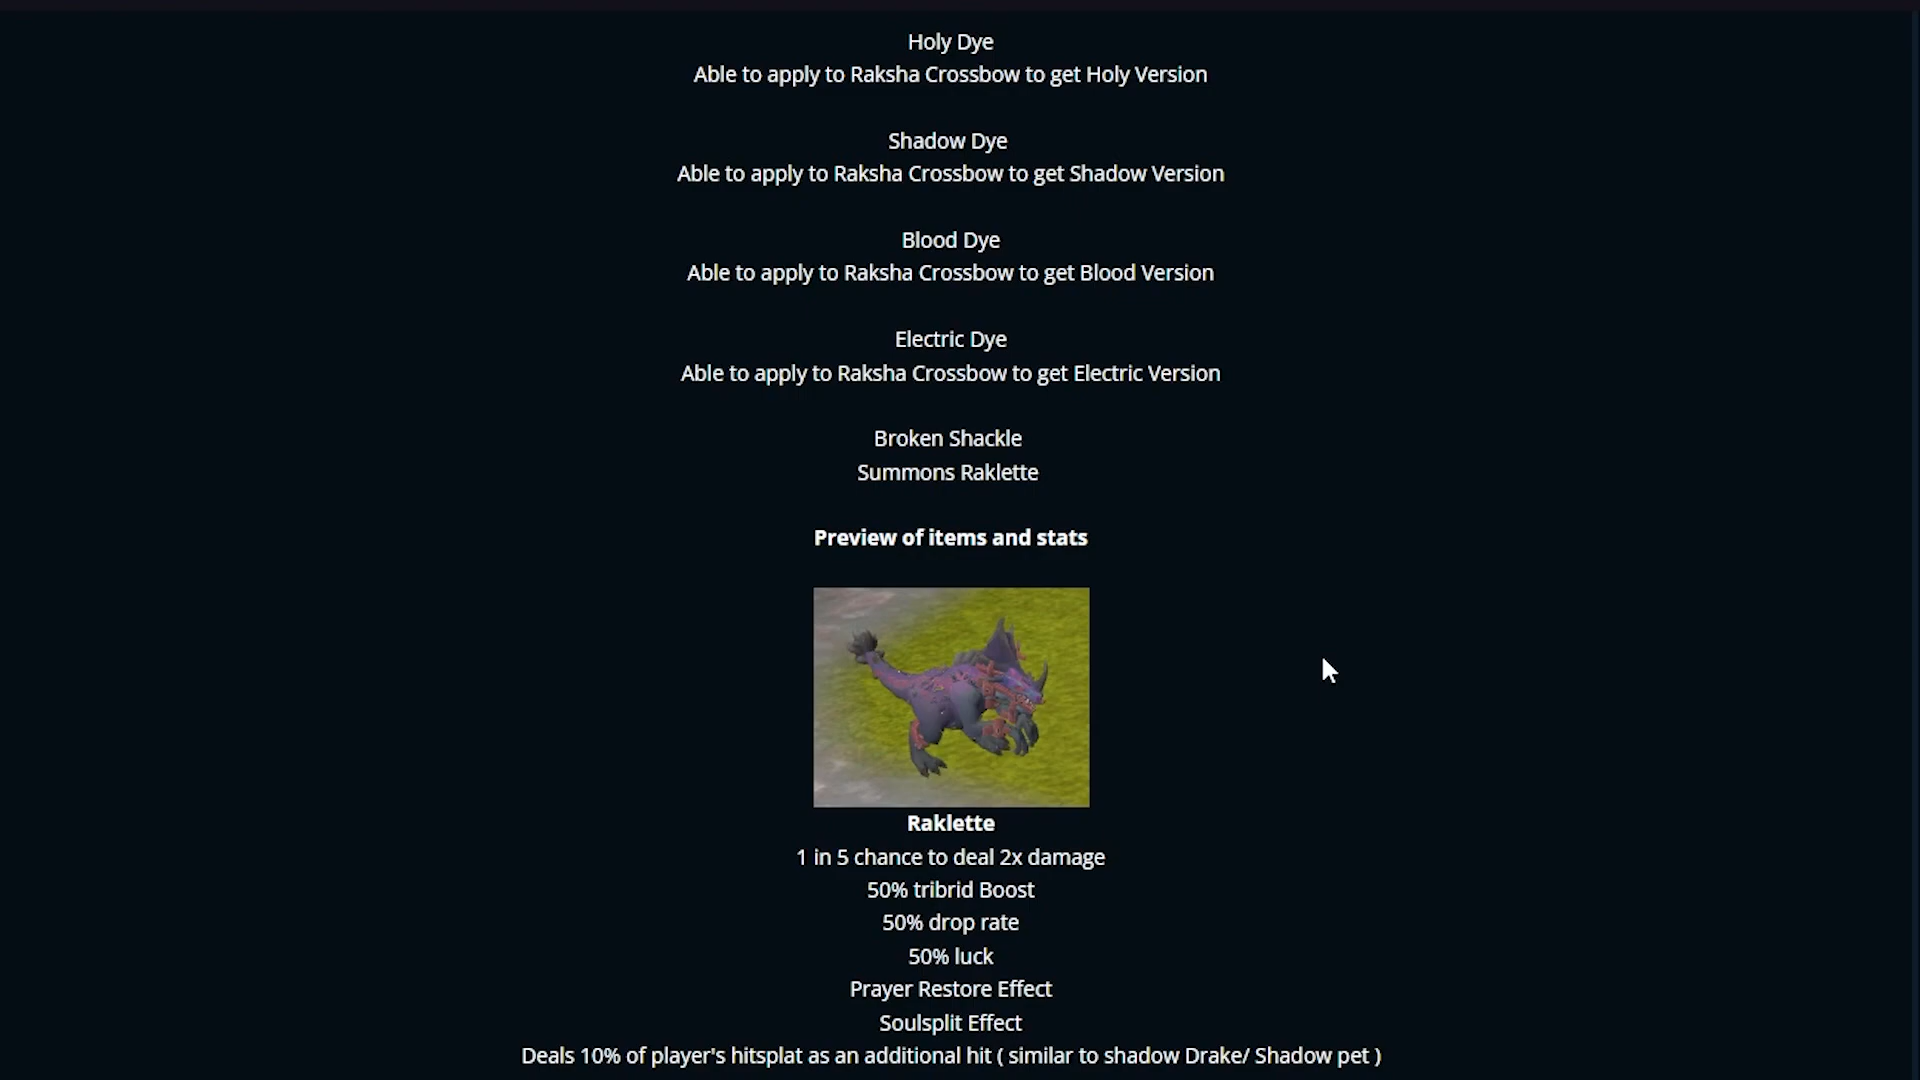 Holy Dye
Able to apply to Raksha Crossbow to get Holy Version
Shadow Dye
Able to apply to Raksha Crossbow to get Shadow Version
Blood Dye
Able to apply to Raksha Crossbow to get Blood Version
Electric Dye
Able to apply to Raksha Crossbow to get Electric Version
Broken Shackle
Summons Raklette
Preview of items and stats
Raklette
1 in 5 chance to deal 2x damage
50% tribrid Boost
50% drop rate
50% luck
Prayer Restore Effect
Soulsplit Effect
Deals 10% of player's hitsplat as an additional hit ( similar to shadow Drake/ Shadow pet )